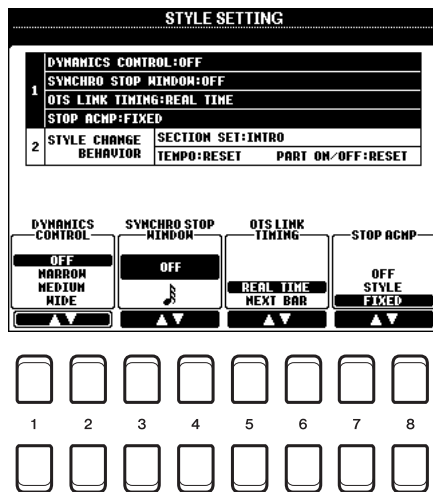 STYLE SETTING
1
DYNAMICS CONTROL:OFF
SYNCHRO STOP WINDOW:OFF
OTS LINK TIMING:REAL TIME
STOP ACMP:FIXED
2
STYLE CHANGE BEHAVIOR
SECTION SET:INTRO
TEMPO:RESET PART ON/OFF:RESET
DYNAMICS CONTROL
OFF
NARROW
MEDIUM
WIDE
SYNCHRO STOP WINDOW
OFF
OTS LINK TIMING
REAL TIME
NEXT BAR
STOP ACMP
OFF
STYLE
FIXED
1 2 3 4 5 6 7 8